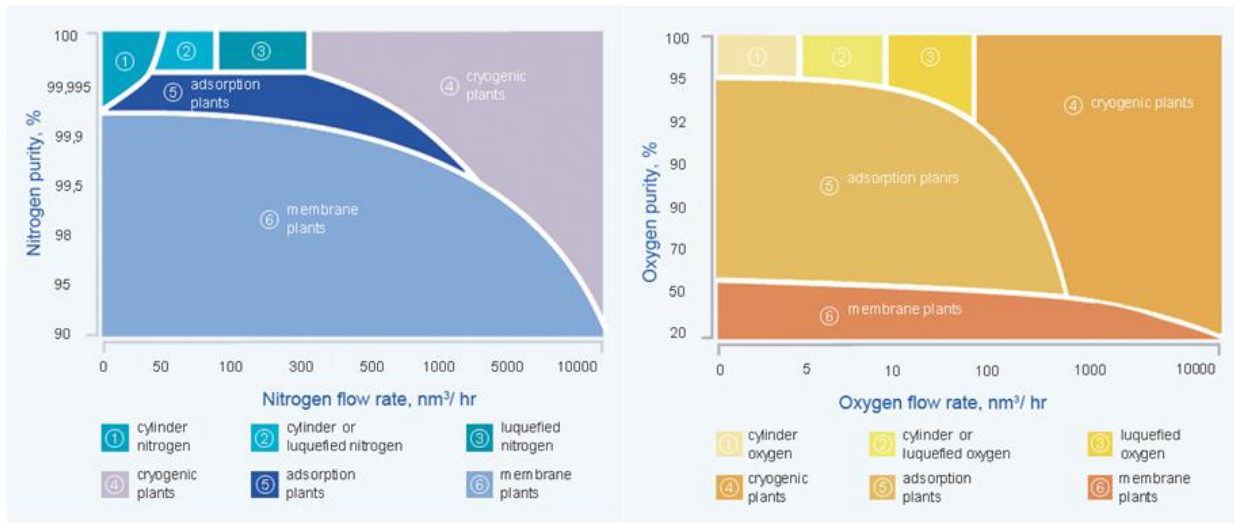 Nitrogen purity, %
100
99,995
99,9
99,5
98
95
90
①
②
③
④ cryogenic
plants
⑤ adsorption
plants
⑥ membrane
plants
0 50 100 300 500 1000 5000 10000
Nitrogen flow rate, nm³/ hr
① cylinder
nitrogen
② cylinder or
luquefied nitrogen
③ luquefied
nitrogen
④ cryogenic
plants
⑤ adsorption
plants
⑥ membrane
plants
Oxygen purity, %
100
95
92
90
90
70
50
20
①
②
③
④ cryogenic plants
⑤ adsorption planrs
⑥ membrane plants
0 5 10 100 1000 10000
Oxygen flow rate, nm³/ hr
① cylinder
oxygen
② cylinder or
luquefied oxygen
③ luquefied
oxygen
④ cryogenic
plants
⑤ adsorption
plants
⑥ membrane
plants